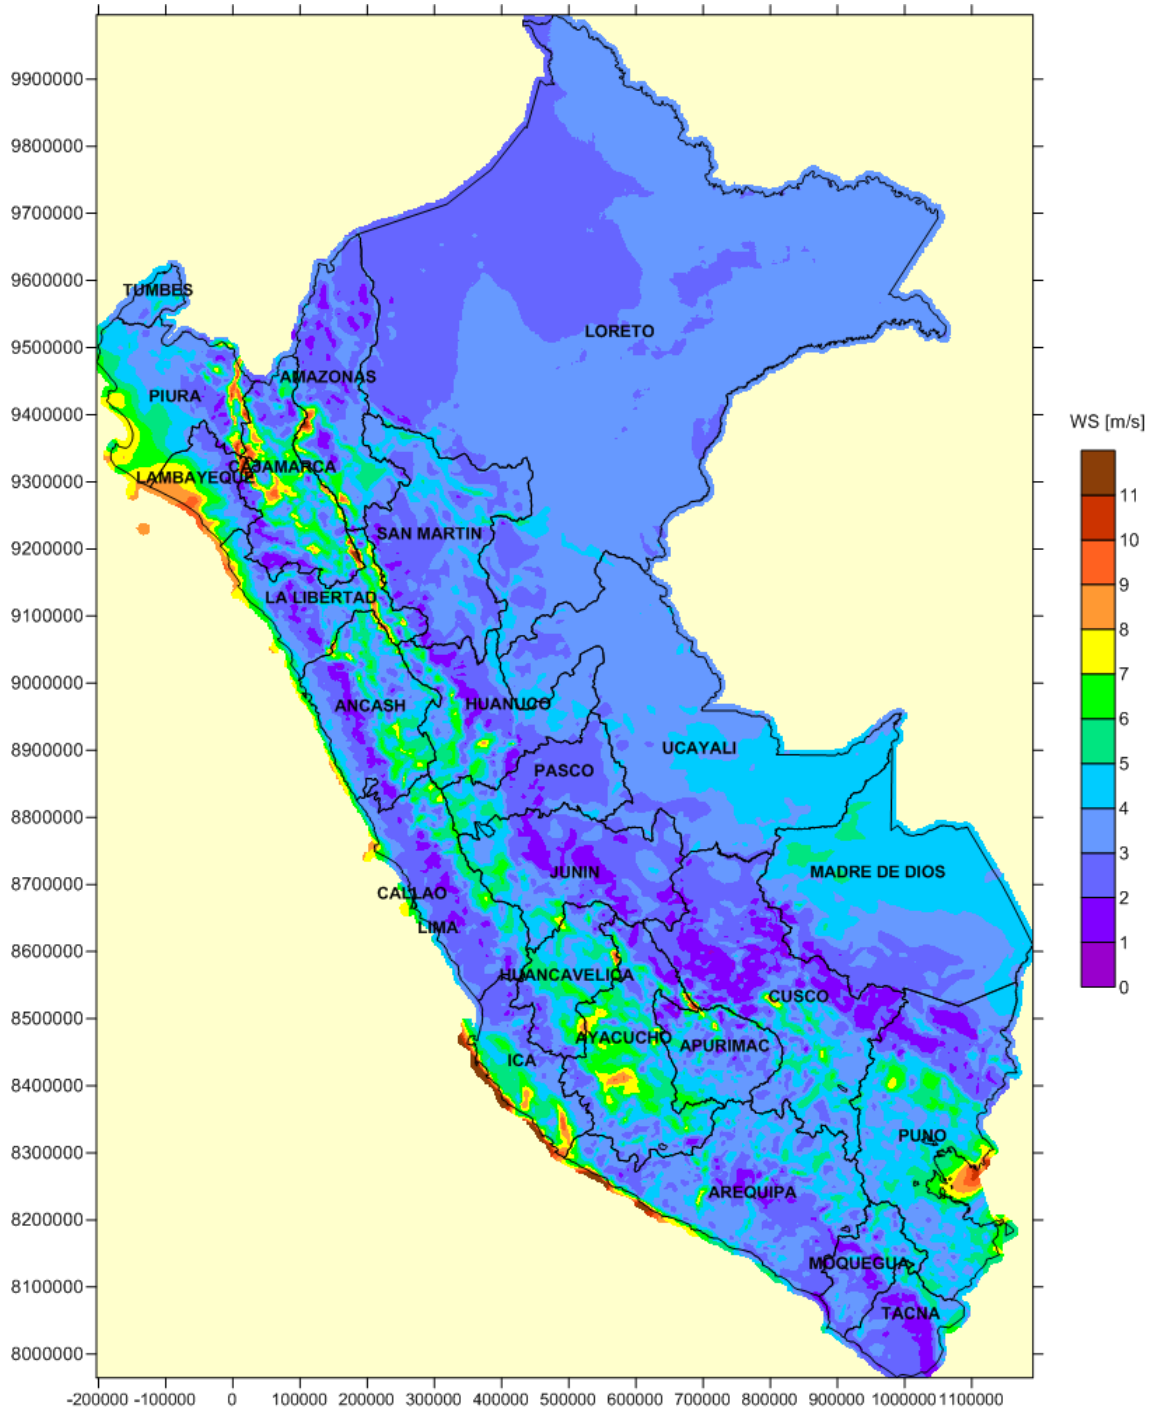 9900000
9800000
9700000
9600000
9500000
9400000
9300000
9200000
9100000
9000000
8900000
8800000
8700000
8600000
8500000
8400000
8300000
8200000
8100000
8000000
TUMBES
LORETO
AMAZONAS
PIURA
CAJAMARCA
LAMBAYEQUE
SAN MARTIN
LA LIBERTAD
ANCASH
HUANUCO
UCAYALI
PASCO
JUNIN
MADRE DE DIOS
CALLAO
LIMA
HUANCAVELICA
CUSCO
AYACUCHO
APURIMAC
ICA
PUNO
AREQUIPA
MOQUEGUA
TACNA
WS [m/s]
11
10
9
8
7
6
5
4
3
2
1
0
-200000 -100000 0 100000 200000 300000 400000 500000 600000 700000 800000 900000 1000000 1100000